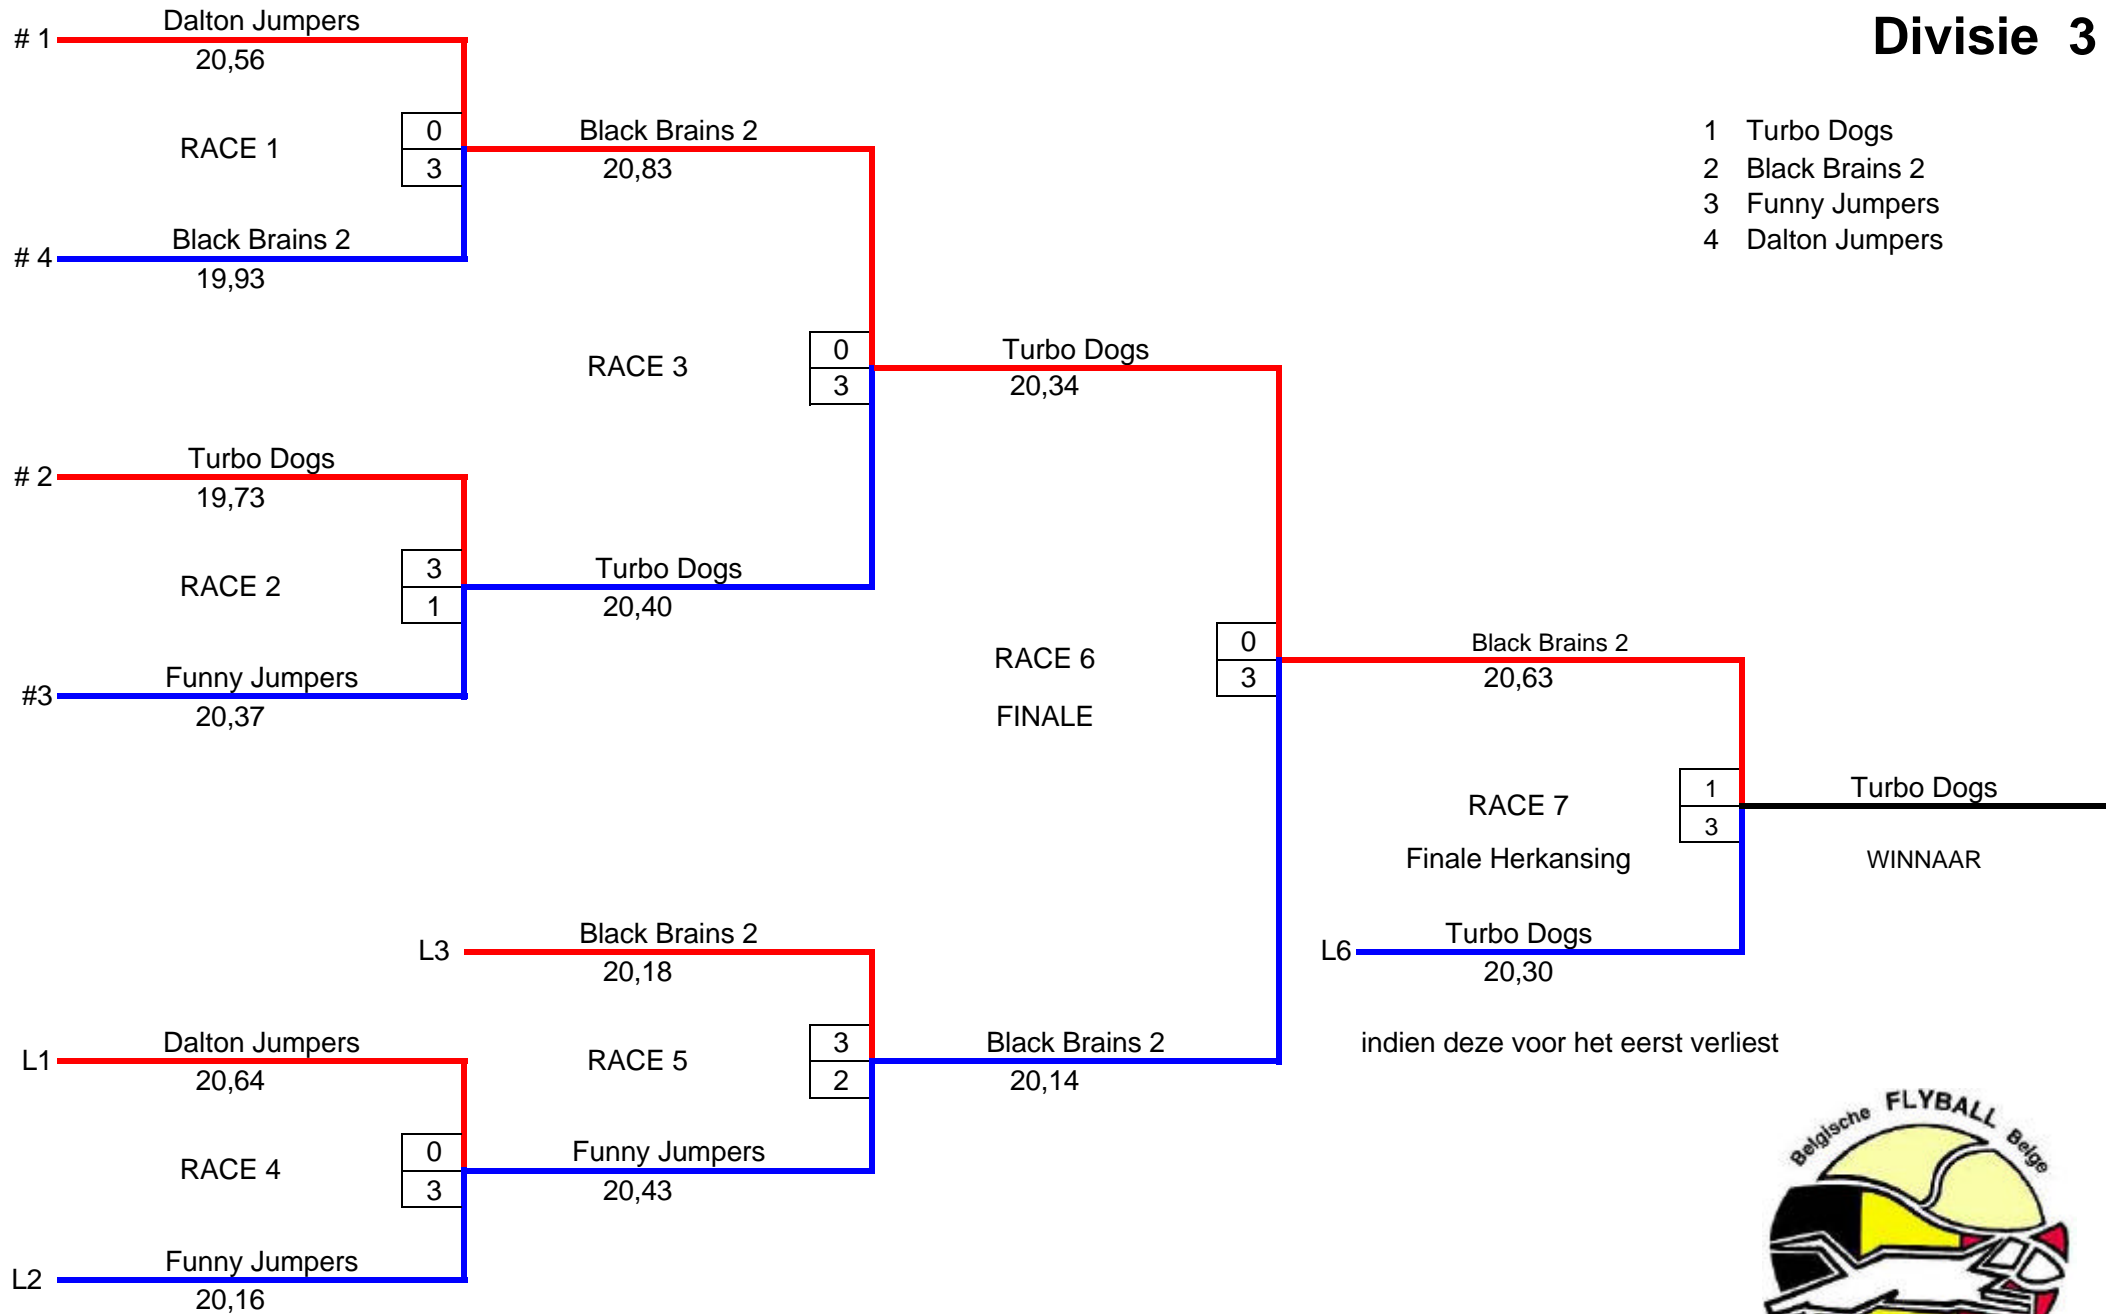 Divisie 3
1 Turbo Dogs
2 Black Brains 2
3 Funny Jumpers
4 Dalton Jumpers
# 1
Dalton Jumpers
20,56
RACE 1
0
3
# 4
Black Brains 2
19,93
Black Brains 2
20,83
RACE 3
0
3
# 2
Turbo Dogs
19,73
RACE 2
3
1
#3
Funny Jumpers
20,37
Turbo Dogs
20,40
Turbo Dogs
20,34
RACE 6
FINALE
0
3
Black Brains 2
20,63
RACE 7
Finale Herkansing
1
3
Turbo Dogs
WINNAAR
L6
Turbo Dogs
20,30
indien deze voor het eerst verliest
L3
Black Brains 2
20,18
RACE 5
3
2
Black Brains 2
20,14
L1
Dalton Jumpers
20,64
RACE 4
0
3
Funny Jumpers
20,43
L2
Funny Jumpers
20,16
Belgische FLYBALL Belge